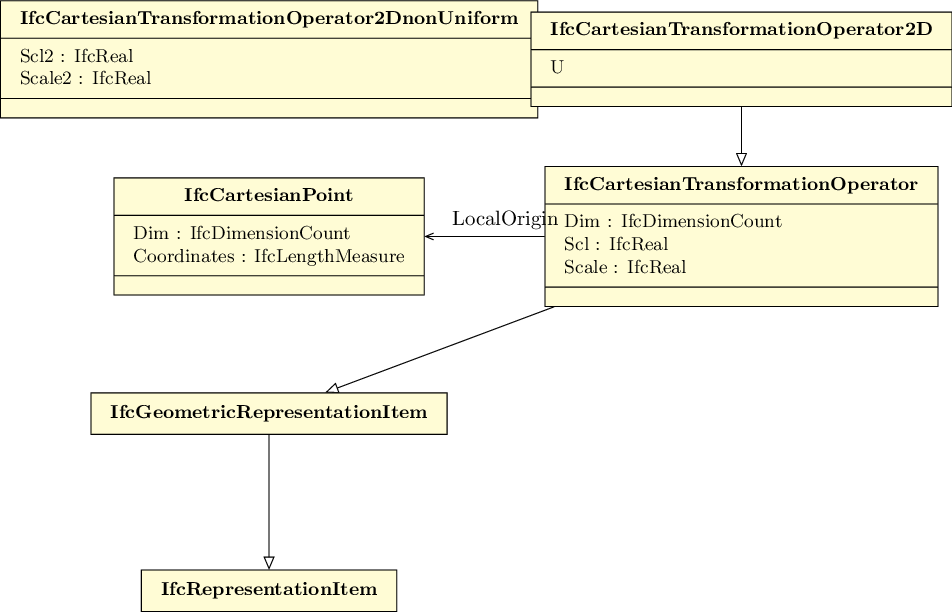 IfcCartesianTransformationOperator2DnonUniform
Scl2 : IfcReal
Scale2 : IfcReal
IfcCartesianTransformationOperator2D
U
IfcCartesianPoint
Dim : IfcDimensionCount
Coordinates : IfcLengthMeasure
LocalOrigin
IfcCartesianTransformationOperator
Dim : IfcDimensionCount
Scl : IfcReal
Scale : IfcReal
IfcGeometricRepresentationItem
IfcRepresentationItem